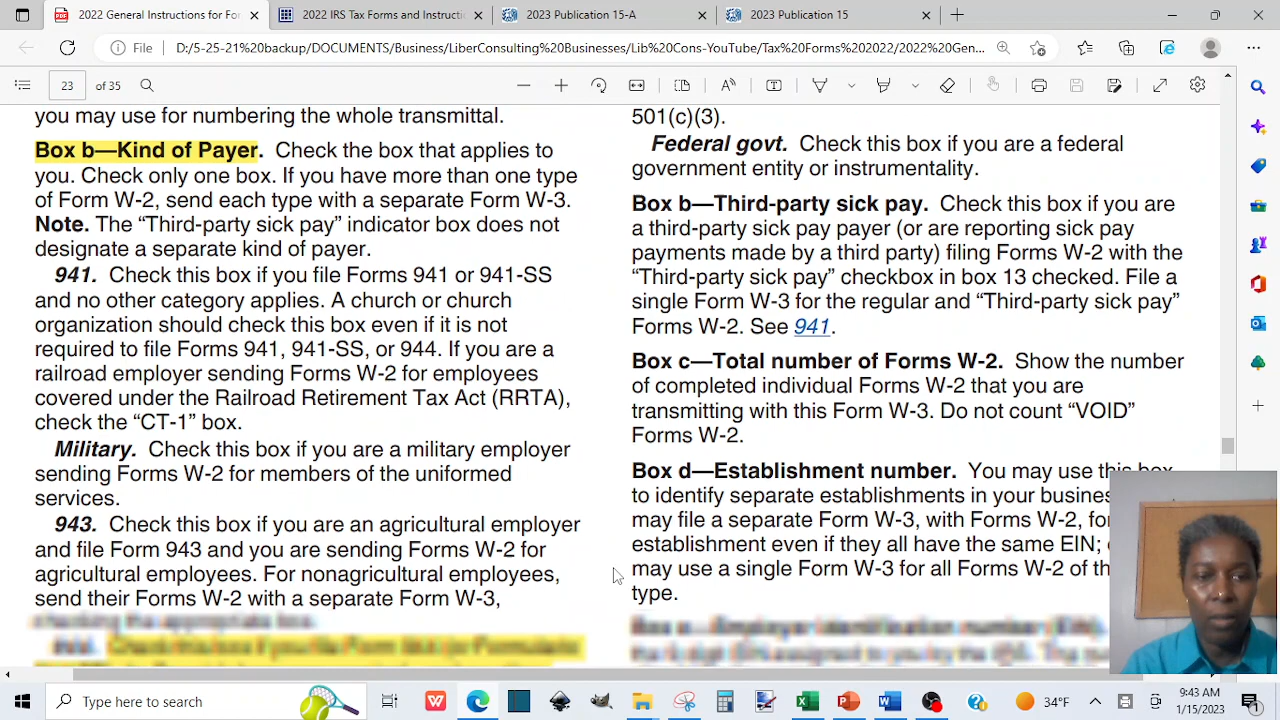 2022 General Instructions for For
2022 IRS Tax Forms and Instructi
2023 Publication 15-A
2023 Publication 15
File
D:/5-25-21%20backup/DOCUMENTS/Business/LiberConsulting%20Businesses/Lib%20Cons-YouTube/Tax%20Forms%202022/2022%20Gen...
23 of 35
you may use for numbering the whole transmittal.
Box b—Kind of Payer. Check the box that applies to
you. Check only one box. If you have more than one type
of Form W-2, send each type with a separate Form W-3.
Note. The “Third-party sick pay” indicator box does not
designate a separate kind of payer.
941. Check this box if you file Forms 941 or 941-SS
and no other category applies. A church or church
organization should check this box even if it is not
required to file Forms 941, 941-SS, or 944. If you are a
railroad employer sending Forms W-2 for employees
covered under the Railroad Retirement Tax Act (RRTA),
check the “CT-1” box.
Military. Check this box if you are a military employer
sending Forms W-2 for members of the uniformed
services.
943. Check this box if you are an agricultural employer
and file Form 943 and you are sending Forms W-2 for
agricultural employees. For nonagricultural employees,
send their Forms W-2 with a separate Form W-3,
checking the appropriate box.
501(c)(3).
Federal govt. Check this box if you are a federal
government entity or instrumentality.
Box b—Third-party sick pay. Check this box if you are
a third-party sick pay payer (or are reporting sick pay
payments made by a third party) filing Forms W-2 with the
“Third-party sick pay” checkbox in box 13 checked. File a
single Form W-3 for the regular and “Third-party sick pay”
Forms W-2. See 941.
Box c—Total number of Forms W-2. Show the number
of completed individual Forms W-2 that you are
transmitting with this Form W-3. Do not count “VOID”
Forms W-2.
Box d—Establishment number. You may use this box
to identify separate establishments in your busines
may file a separate Form W-3, with Forms W-2, fo
establishment even if they all have the same EIN;
may use a single Form W-3 for all Forms W-2 of th
type.
Type here to search
34°F
9:43 AM
1/15/2023